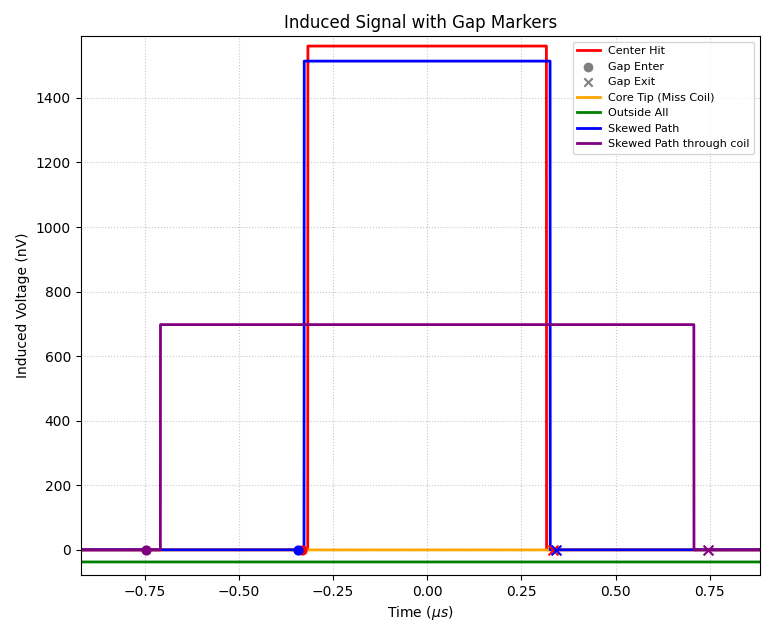 Induced Signal with Gap Markers
Center Hit
Gap Enter
Gap Exit
Core Tip (Miss Coil)
Outside All
Skewed Path
Skewed Path through coil
Induced Voltage (nV)
1400
1200
1000
800
600
400
200
0
−0.75 −0.50 −0.25 0.00 0.25 0.50 0.75
Time (μs)